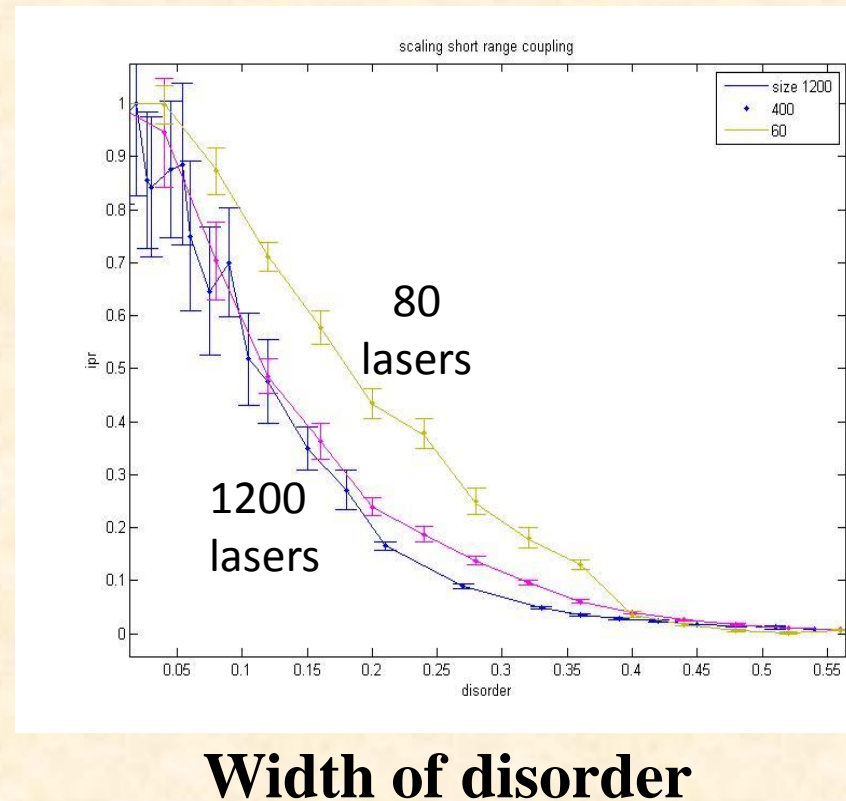 scaling short range coupling
size 1200
400
60
1
0.9
0.8
0.7
0.6
0.5
0.4
0.3
0.2
0.1
0
ipr
80
lasers
1200
lasers
0.05 0.1 0.15 0.2 0.25 0.3 0.35 0.4 0.45 0.5 0.55
disorder
Width of disorder